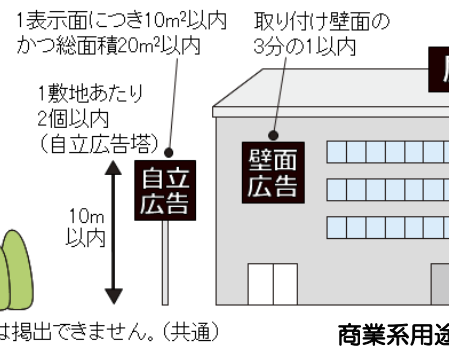 1表示面につき10m²以内
かつ総面積20m²以内
取り付け壁面の
3分の1以内
1敷地あたり
2個以内
（自立広告塔）
自立
広告
壁面
広告
10m
以内
は掲出できません。（共通）
商業系用途